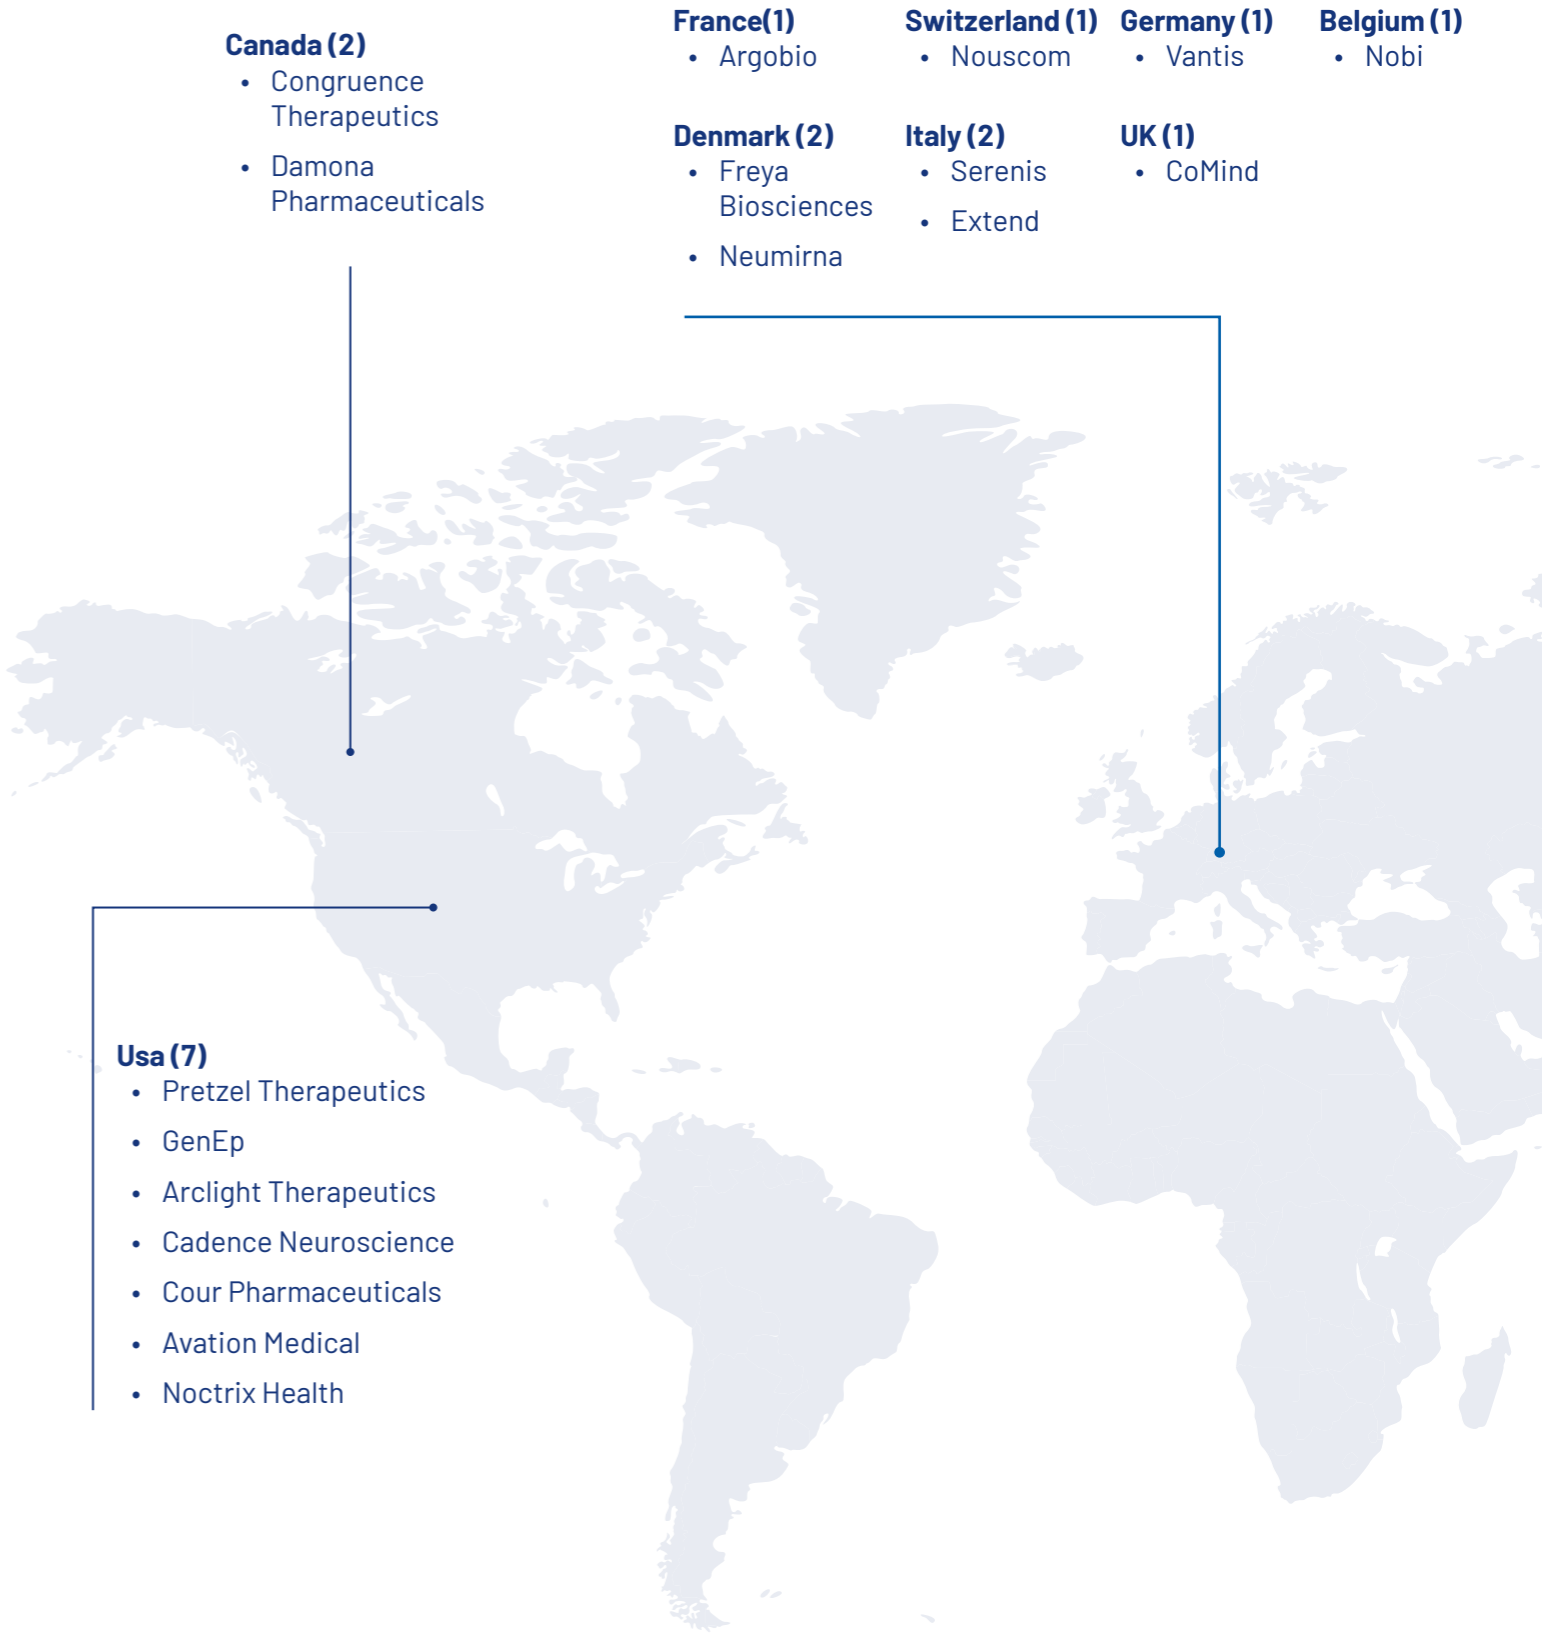 Canada (2)
• Congruence
Therapeutics
• Damona
Pharmaceuticals
France(1)
• Argobio
Switzerland (1)
• Nouscom
Germany (1)
• Vantis
Belgium (1)
• Nobi
Denmark (2)
• Freya
Biosciences
• Neumirna
Italy (2)
• Serenis
• Extend
UK (1)
• CoMind
Usa (7)
• Pretzel Therapeutics
• GenEp
• Arclight Therapeutics
• Cadence Neuroscience
• Cour Pharmaceuticals
• Avation Medical
• Noctrix Health